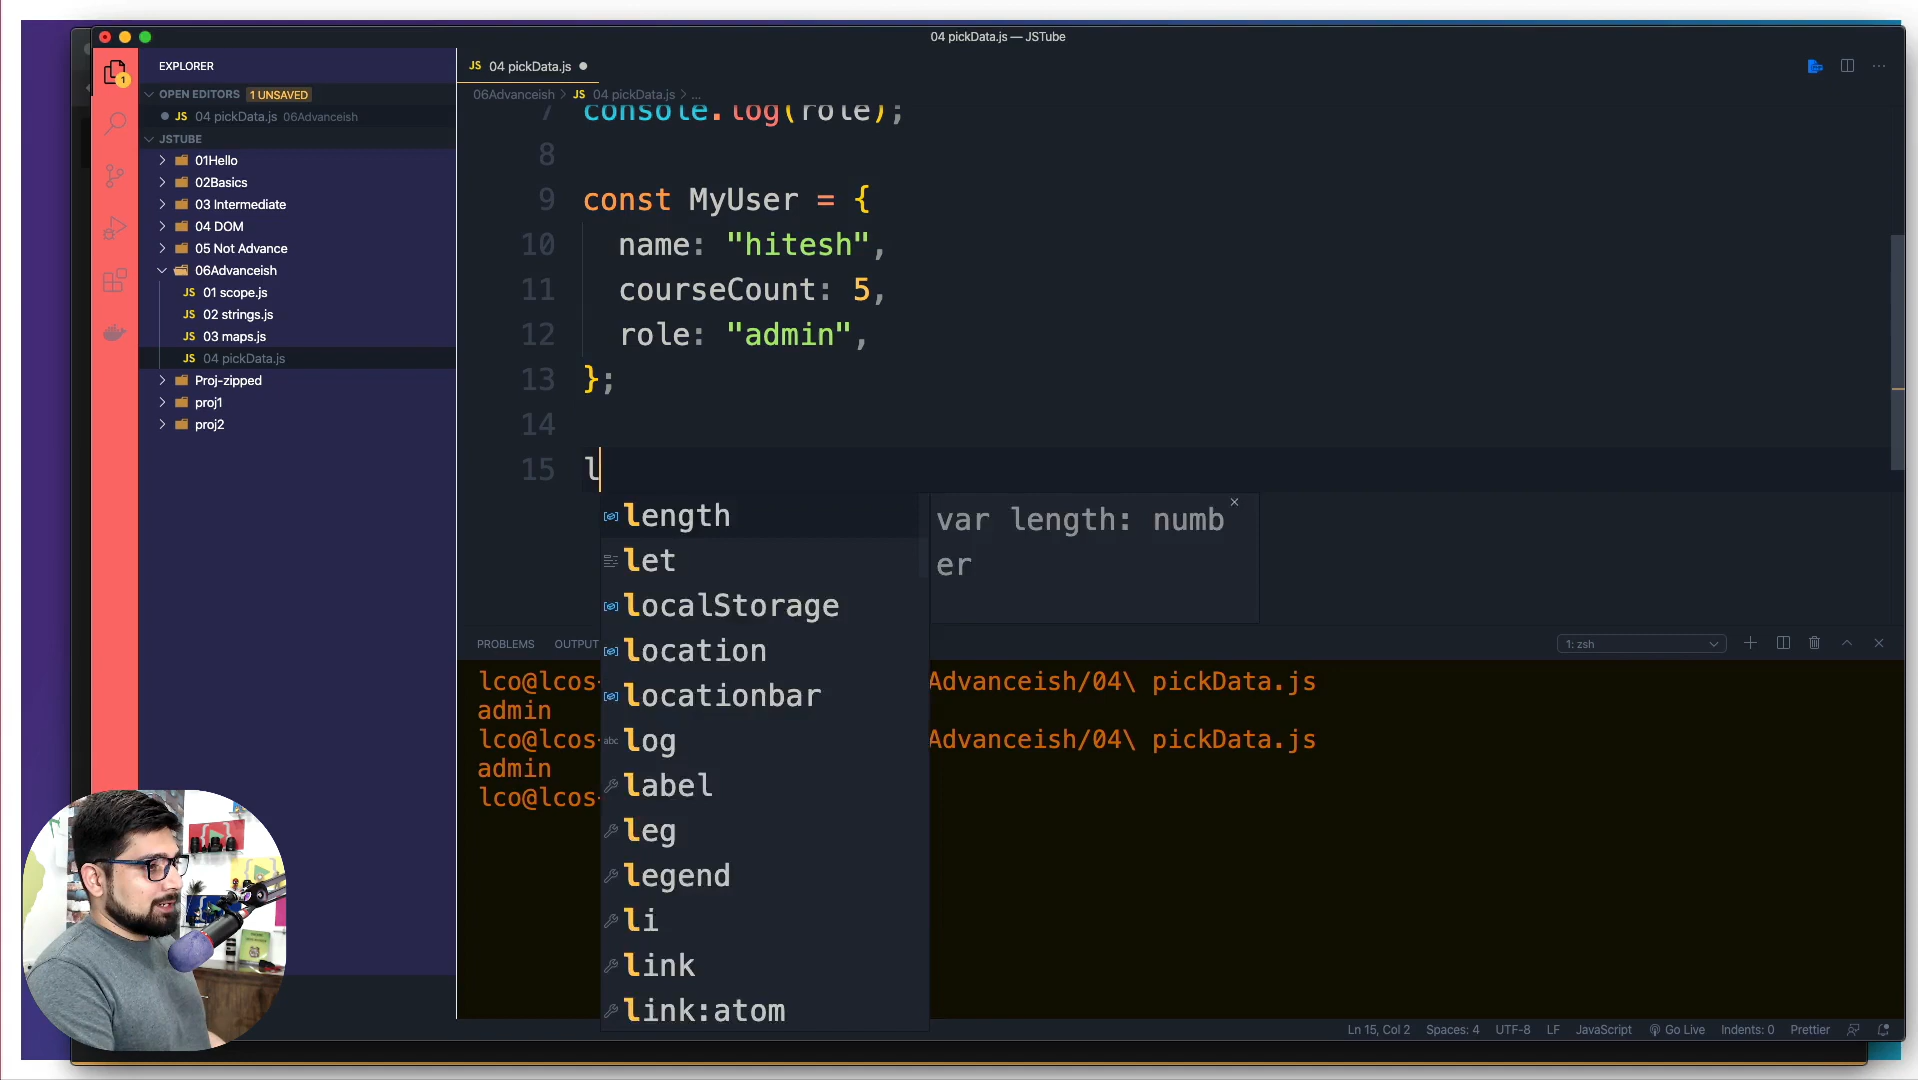 04 pickData.js — JSTube
EXPLORER
OPEN EDITORS 1 UNSAVED
JS 04 pickData.js 06Advanceish
JSTUBE
01Hello
02Basics
03 Intermediate
04 DOM
05 Not Advance
06Advanceish
JS 01 scope.js
JS 02 strings.js
JS 03 maps.js
JS 04 pickData.js
Proj-zipped
proj1
proj2
1
JS 04 pickData.js
06Advanceish > JS 04 pickData.js > ...
7 console.log(role);
8
9 const MyUser = {
10 name: "hitesh",
11 courseCount: 5,
12 role: "admin",
13 };
14
15 l
length
let
localStorage
location
locationbar
log
label
leg
legend
li
link
link:atom
var length: numb
er
PROBLEMS OUTPUT
1: zsh
lco@lcos- Advanceish/04\ pickData.js
admin
lco@lcos- Advanceish/04\ pickData.js
admin
lco@lcos-
Ln 15, Col 2 Spaces: 4 UTF-8 LF JavaScript Go Live Indents: 0 Prettier